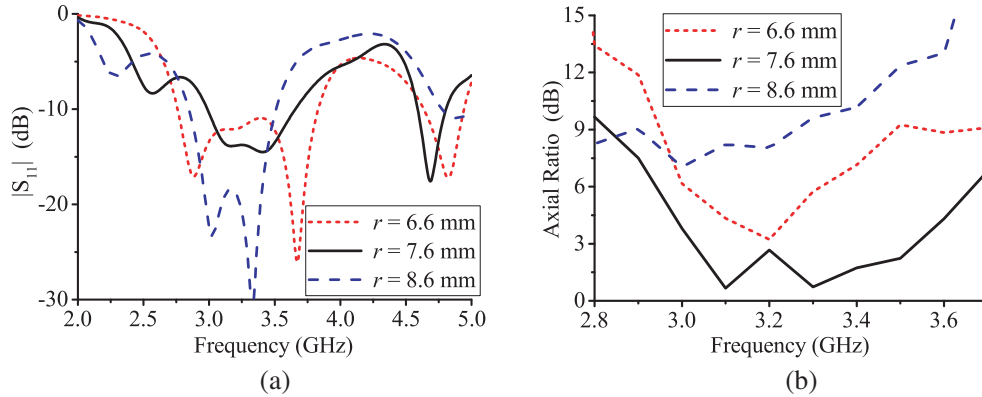 0
-10
-20
-30
|S11| (dB)
r = 6.6 mm
r = 7.6 mm
r = 8.6 mm
2.0 2.5 3.0 3.5 4.0 4.5 5.0
Frequency (GHz)
(a)
15
12
9
6
3
0
Axial Ratio (dB)
r = 6.6 mm
r = 7.6 mm
r = 8.6 mm
2.8 3.0 3.2 3.4 3.6
Frequency (GHz)
(b)